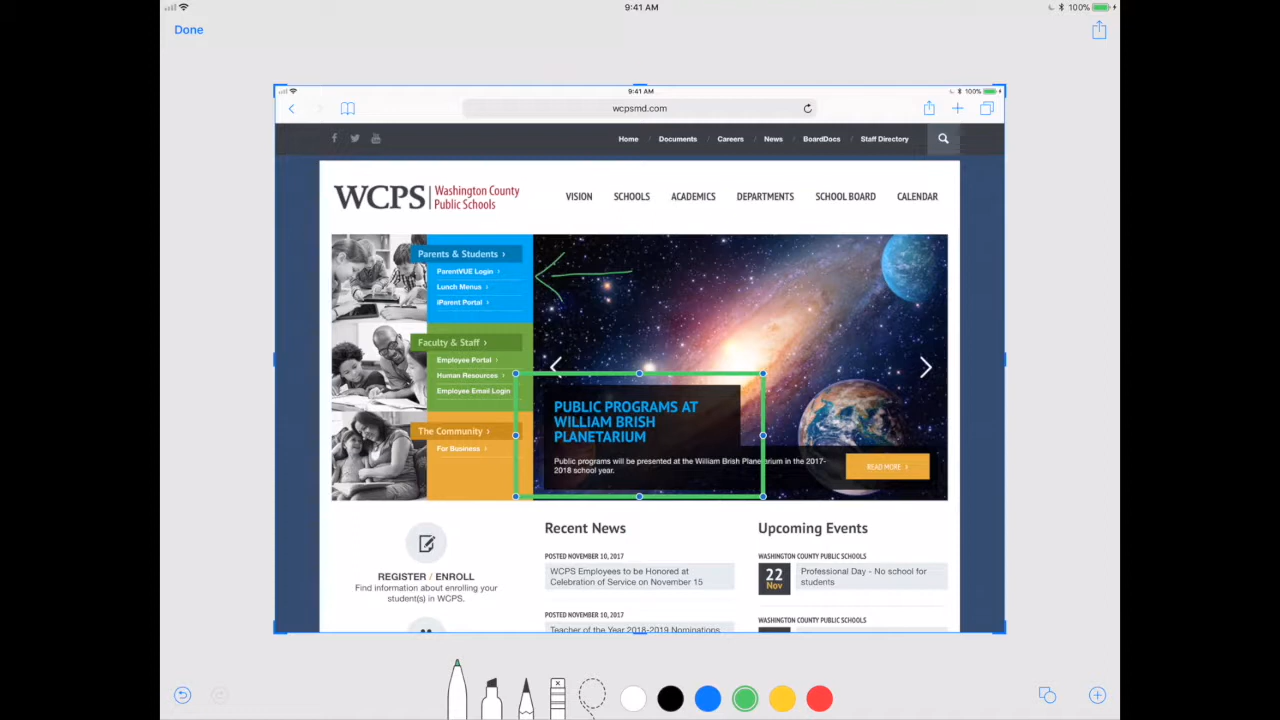 9:41 AM
100%
Done
9:41 AM
100%
wcpsmd.com
Home / Documents / Careers / News / BoardDocs / Staff Directory
WCPS | Washington County
Public Schools
VISION SCHOOLS ACADEMICS DEPARTMENTS SCHOOL BOARD CALENDAR
Parents & Students ›
ParentVUE Login ›
Lunch Menus ›
iParent Portal ›
Faculty & Staff ›
Employee Portal ›
Human Resources ›
Employee Email Login
The Community ›
For Business ›
PUBLIC PROGRAMS AT
WILLIAM BRISH
PLANETARIUM
Public programs will be presented at the William Brish Planetarium in the 2017-
2018 school year.
READ MORE ›
REGISTER / ENROLL
Find information about enrolling your
student(s) in WCPS.
Recent News
POSTED NOVEMBER 10, 2017
WCPS Employees to be Honored at
Celebration of Service on November 15
POSTED NOVEMBER 10, 2017
Teacher of the Year 2018-2019 Nominations
Upcoming Events
WASHINGTON COUNTY PUBLIC SCHOOLS
22
Nov
Professional Day - No school for
students
WASHINGTON COUNTY PUBLIC SCHOOLS